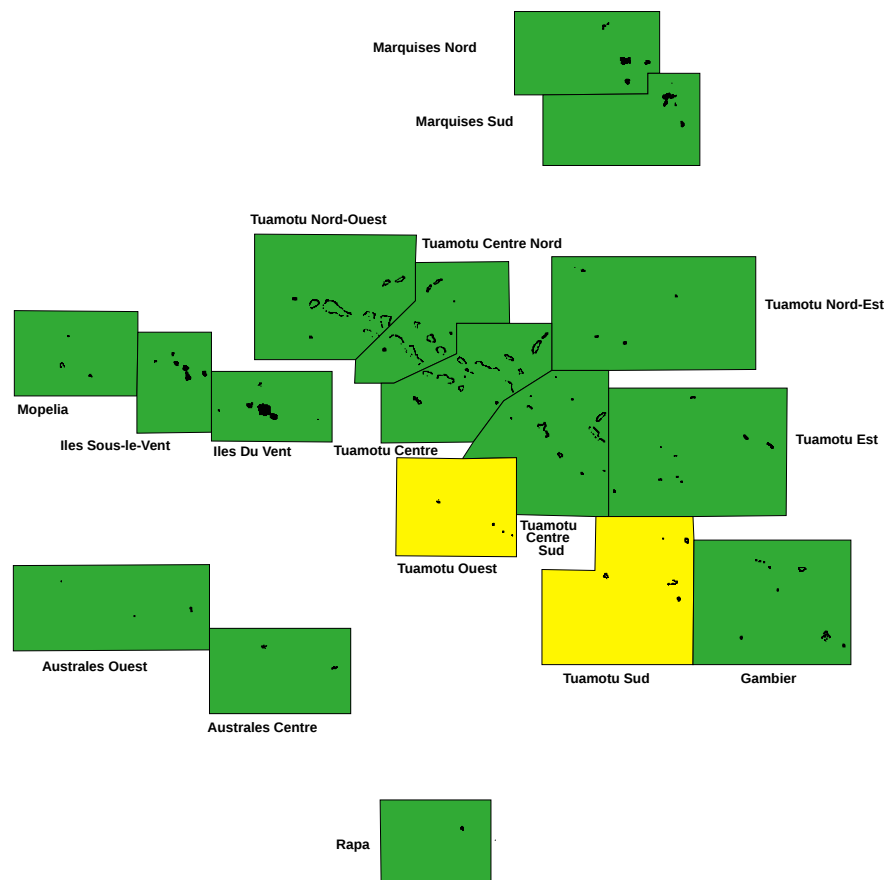 Marquises Nord
Marquises Sud
Tuamotu Nord-Ouest
Tuamotu Centre Nord
Tuamotu Nord-Est
Mopelia
Iles Sous-le-Vent
Iles Du Vent
Tuamotu Centre
Tuamotu Est
Tuamotu
Centre
Sud
Tuamotu Ouest
Australes Ouest
Tuamotu Sud
Gambier
Australes Centre
Rapa